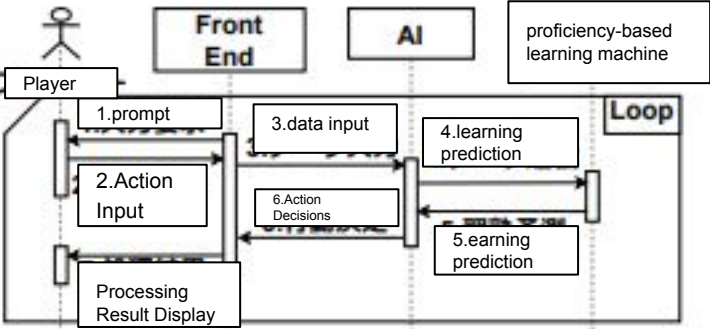 Front
End
AI
proficiency-based
learning machine
Player
Loop
1.prompt
3.data input
4.learning
prediction
2.Action
Input
6.Action
Decisions
5.earning
prediction
Processing
Result Display